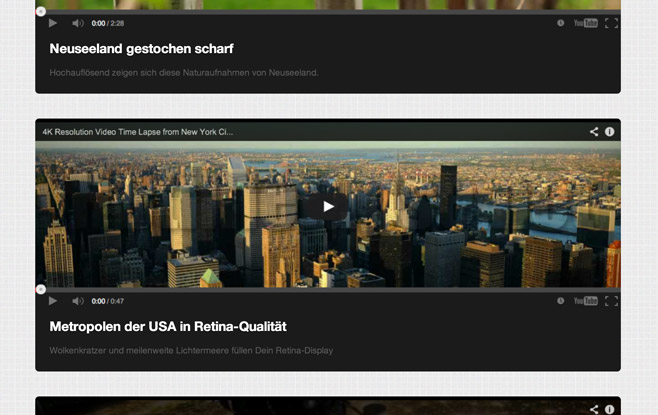 0:00 / 2:28
YouTube
Neuseeland gestochen scharf
Hochauflösend zeigen sich diese Naturaufnahmen von Neuseeland.
4K Resolution Video Time Lapse from New York Ci...
0:00 / 0:47
YouTube
Metropolen der USA in Retina-Qualität
Wolkenkratzer und meilenweite Lichtermeere füllen Dein Retina-Display